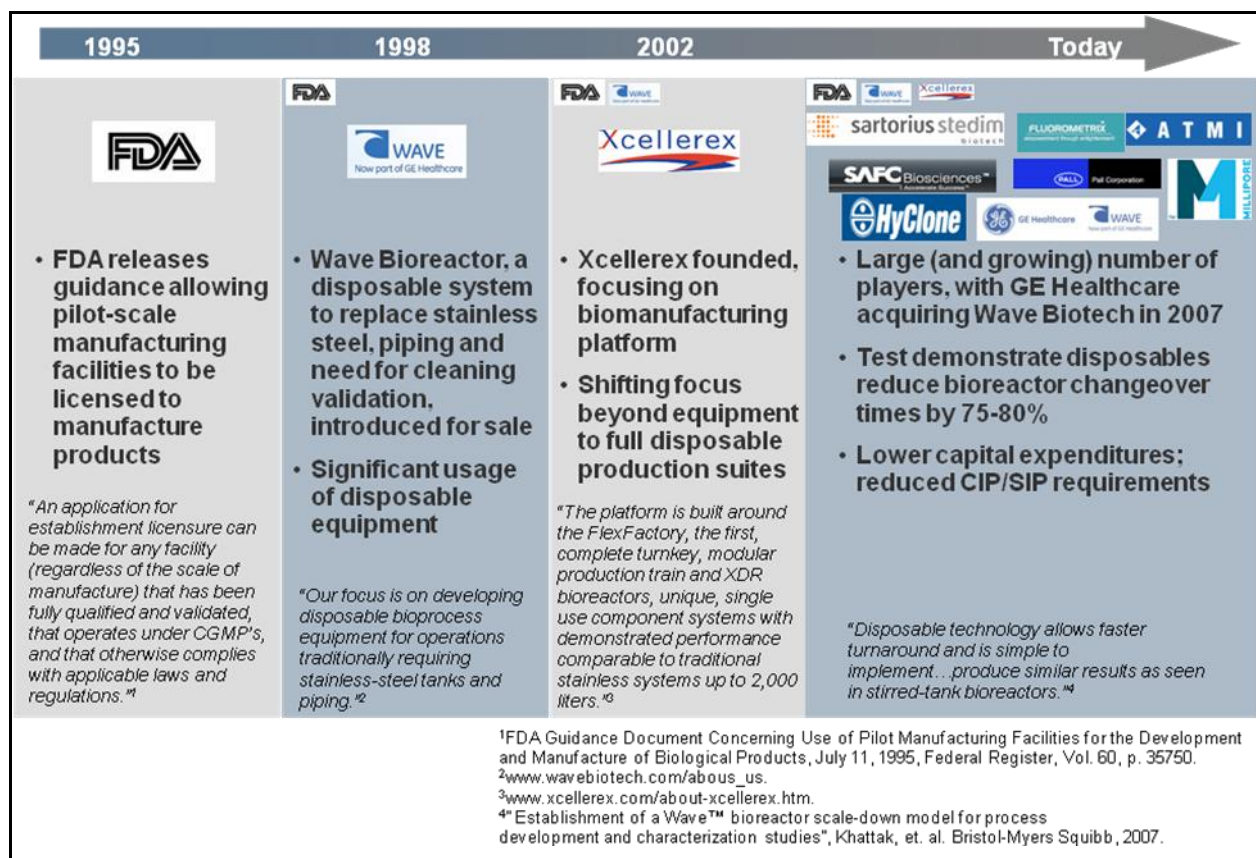 1995
1998
2002
Today
FDA
• FDA releases
guidance allowing
pilot-scale
manufacturing
facilities to be
licensed to
manufacture
products
"An application for
establishment licensure can
be made for any facility
(regardless of the scale of
manufacture) that has been
fully qualified and validated,
that operates under CGMP's,
and that otherwise complies
with applicable laws and
regulations."1
FDA
WAVE
Now part of GE Healthcare
• Wave Bioreactor, a
disposable system
to replace stainless
steel, piping and
need for cleaning
validation,
introduced for sale
• Significant usage
of disposable
equipment
"Our focus is on developing
disposable bioprocess
equipment for operations
traditionally requiring
stainless-steel tanks and
piping."2
FDA
WAVE
Xcellerex
• Xcellerex founded,
focusing on
biomanufacturing
platform
• Shifting focus
beyond equipment
to full disposable
production suites
"The platform is built around
the FlexFactory, the first,
complete turnkey, modular
production train and XDR
bioreactors, unique, single
use component systems with
demonstrated performance
comparable to traditional
stainless systems up to 2,000
liters."3
FDA
WAVE
Xcellerex
sartorius stedim
biotech
FLUOROMETRIX
ATMI
SAFC Biosciences™
Accelerate Success™
PALL Pall Corporation
MILLIPORE
HyClone
GE Healthcare
WAVE
• Large (and growing) number of
players, with GE Healthcare
acquiring Wave Biotech in 2007
• Test demonstrate disposables
reduce bioreactor changeover
times by 75-80%
• Lower capital expenditures;
reduced CIP/SIP requirements
"Disposable technology allows faster
turnaround and is simple to
implement…produce similar results as seen
in stirred-tank bioreactors."4
1FDA Guidance Document Concerning Use of Pilot Manufacturing Facilities for the Development
and Manufacture of Biological Products, July 11, 1995, Federal Register, Vol. 60, p. 35750.
2www.wavebiotech.com/abous_us.
3www.xcellerex.com/about-xcellerex.htm.
4"Establishment of a Wave™ bioreactor scale-down model for process
development and characterization studies", Khattak, et. al. Bristol-Myers Squibb, 2007.